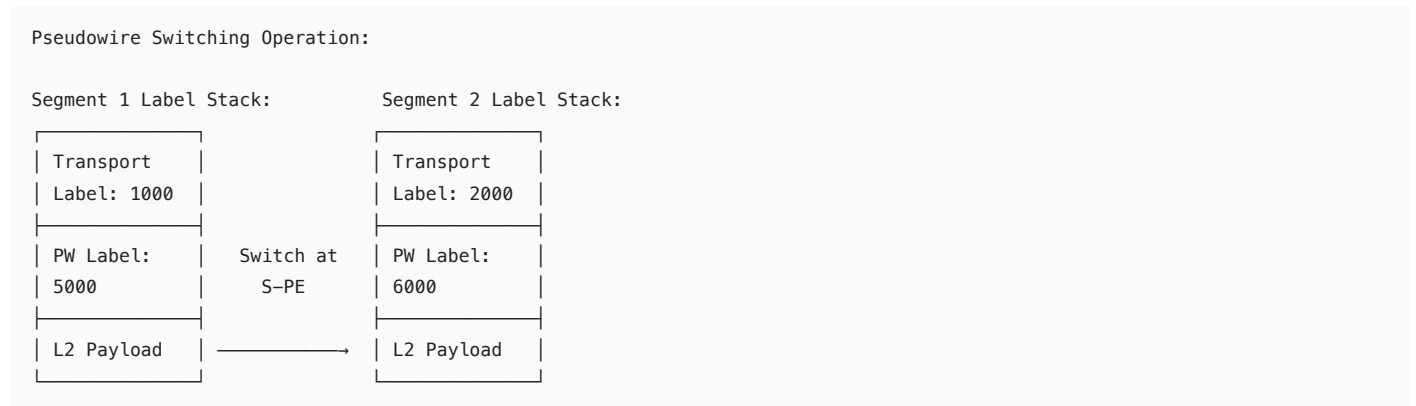 Pseudowire Switching Operation:
Segment 1 Label Stack: Segment 2 Label Stack:
Transport Transport
Label: 1000 Label: 2000
PW Label: Switch at PW Label:
5000 S-PE 6000
L2 Payload ───────────→ L2 Payload